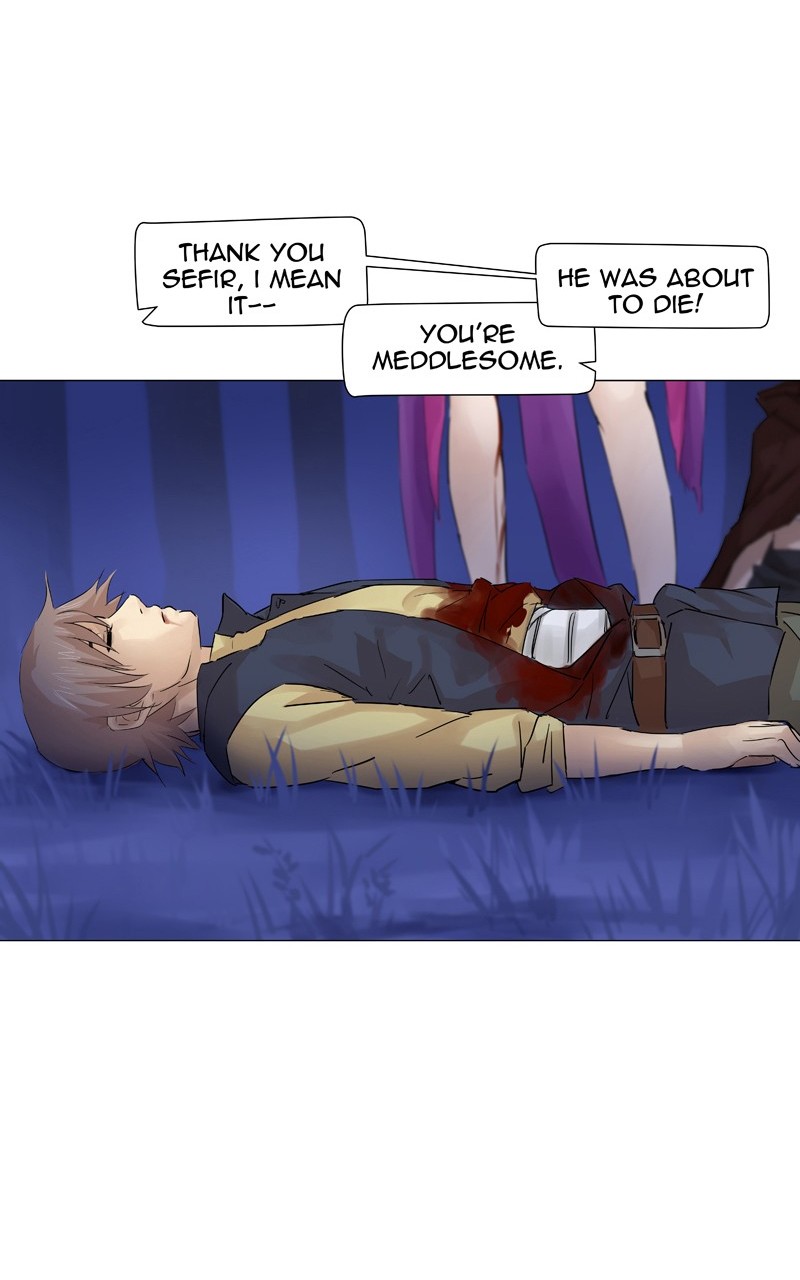 THANK YOU
SEFIR, I MEAN
IT--
YOU'RE
MEDDLESOME.
HE WAS ABOUT
TO DIE!